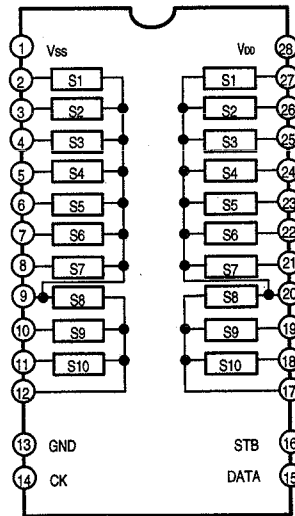 1 Vss VDD 28
2 S1 S1 27
3 S2 S2 26
4 S3 S3 25
5 S4 S4 24
6 S5 S5 23
7 S6 S6 22
8 S7 S7 21
9 S8 S8 20
10 S9 S9 19
11 S10 S10 18
12 17
13 GND STB 16
14 CK DATA 15